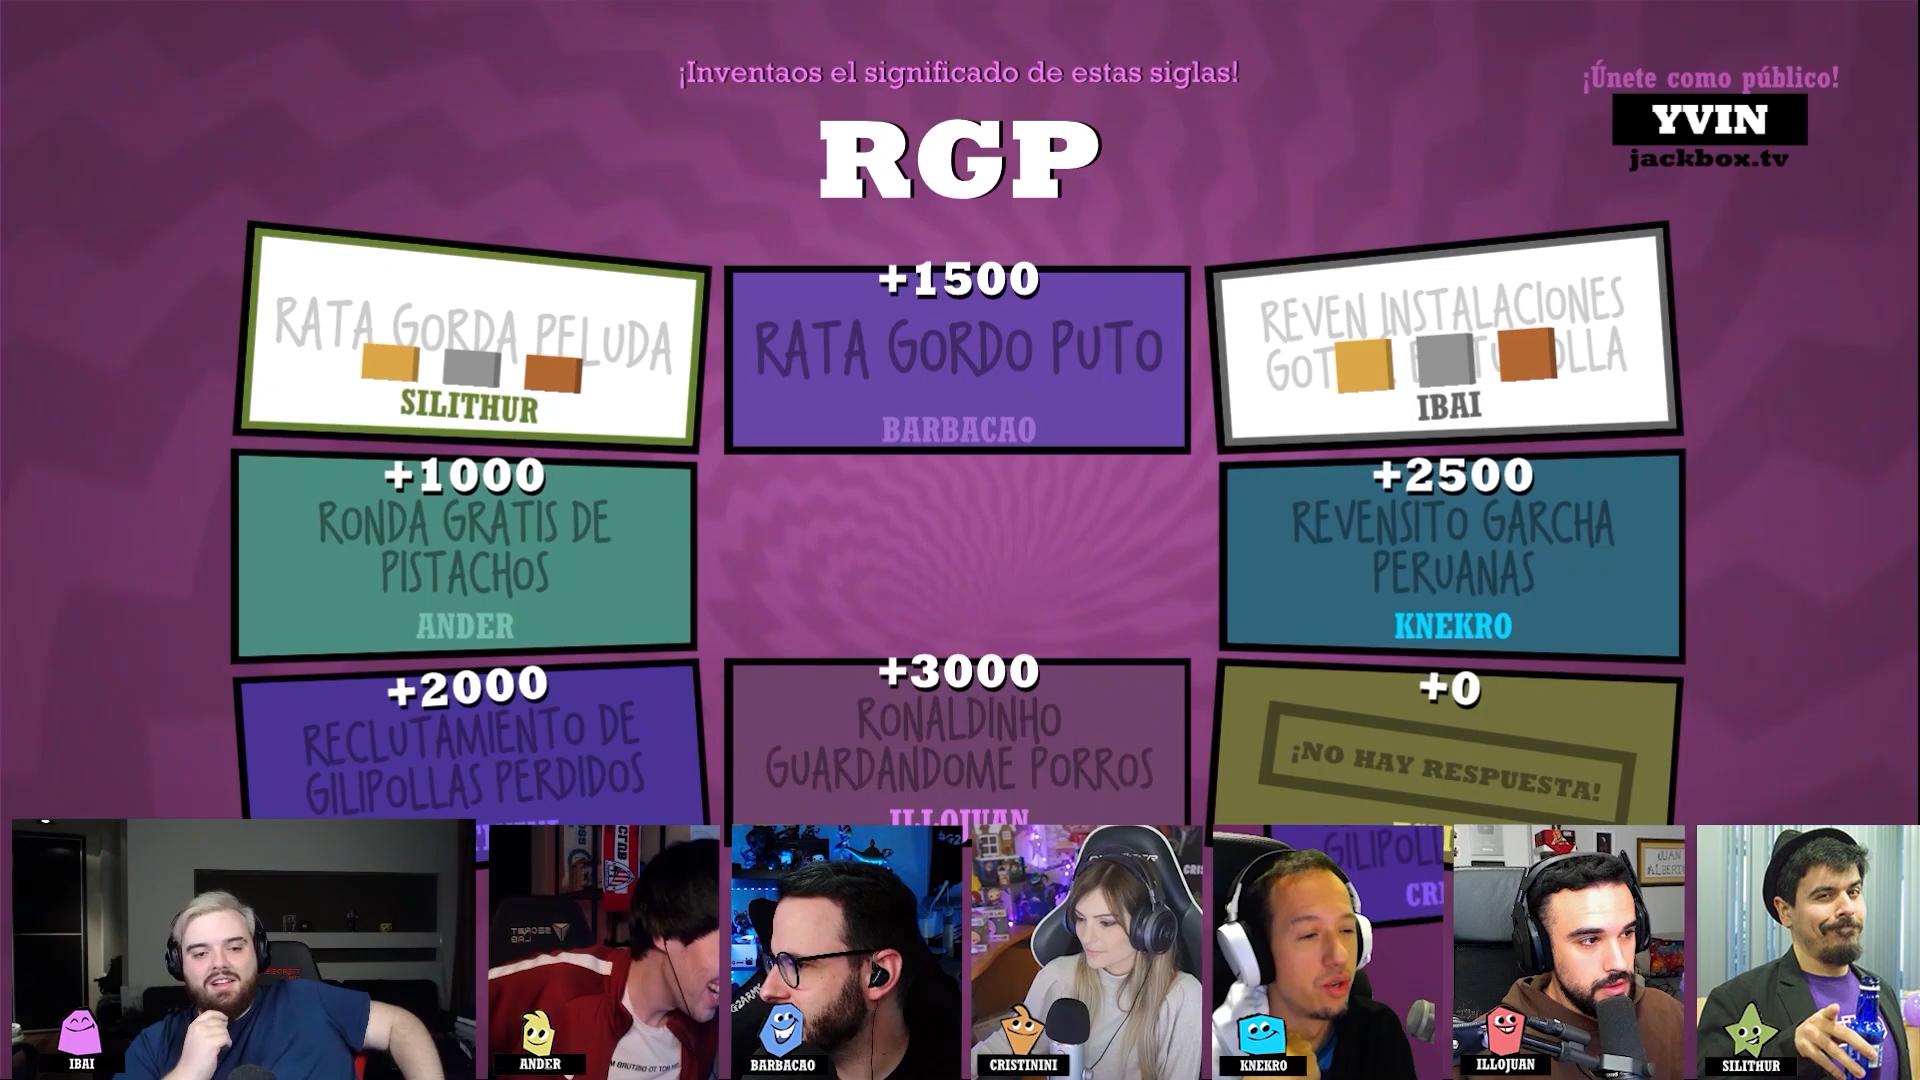 ¡Inventaos el significado de estas siglas!
RGP
¡Únete como público!
YVIN
jackbox.tv
RATA GORDA PELUDA
SILITHUR
+1500
RATA GORDO PUTO
BARBACAO
REVEN INSTALACIONES
IBAI
+1000
RONDA GRATIS DE
PISTACHOS
ANDER
+2500
REVENSITO GARCHA
PERUANAS
KNEKRO
+2000
RECLUTAMIENTO DE
GILIPOLLAS PERDIDOS
+3000
RONALDINHO
GUARDANDOME PORROS
ILLOJUAN
+0
¡NO HAY RESPUESTA!
IBAI
ANDER
BARBACAO
CRISTININI
KNEKRO
ILLOJUAN
SILITHUR